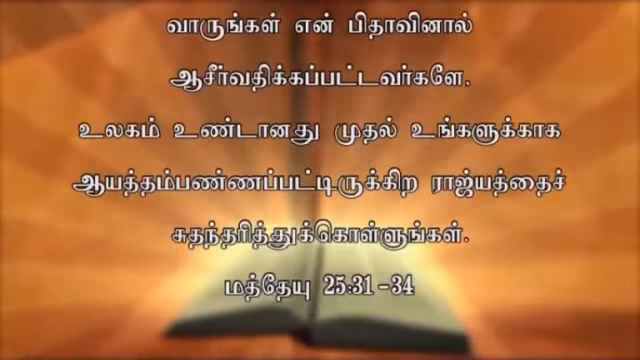 வாருங்கள் என் பிதாவினால்
ஆசீர்வதிக்கப்பட்டவர்களே,
உலகம் உண்டானது முதல் உங்களுக்காக
ஆயத்தம்பண்ணப்பட்டிருக்கிற ராஜ்யத்தைச்
சுதந்தரித்துக்கொள்ளுங்கள்.
மத்தேயு 25:31-34